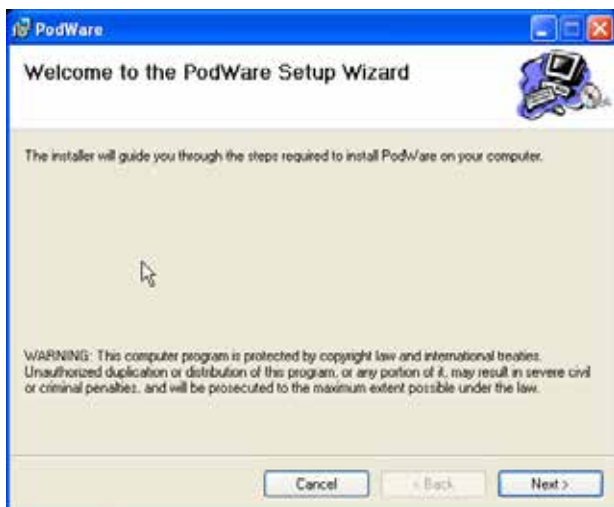 PodWare
Welcome to the PodWare Setup Wizard
The installer will guide you through the steps required to install PodWare on your computer.
WARNING: This computer program is protected by copyright law and international treaties.
Unauthorized duplication or distribution of this program, or any portion of it, may result in severe civil
or criminal penalties, and will be prosecuted to the maximum extent possible under the law.
Cancel
< Back
Next >